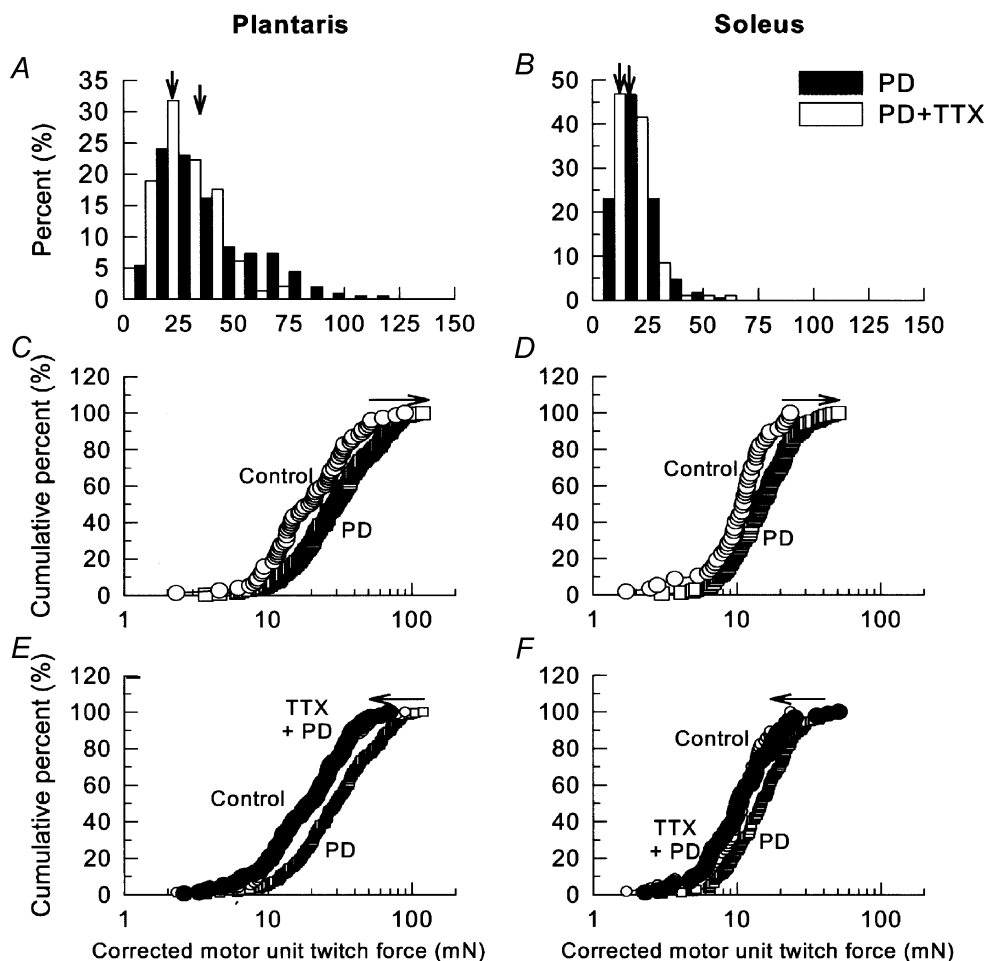 Plantaris
Soleus
A
B
PD
PD+TTX
Percent (%)
35
30
25
20
15
10
5
0
0 25 50 75 100 125 150
50
40
30
20
10
0
0 25 50 75 100 125 150
C
D
Cumulative percent (%)
120
100
80
60
40
20
0
Control
PD
1 10 100
120
100
80
60
40
20
0
Control
PD
1 10 100
E
F
Cumulative percent (%)
120
100
80
60
40
20
0
TTX
+ PD
Control
PD
1 10 100
Corrected motor unit twitch force (mN)
120
100
80
60
40
20
0
Control
TTX
+ PD
PD
1 10 100
Corrected motor unit twitch force (mN)